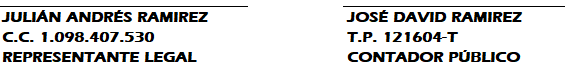 JULIÁN ANDRÉS RAMIREZ
C.C. 1.098.407.530
REPRESENTANTE LEGAL
JOSÉ DAVID RAMIREZ
T.P. 121604-T
CONTADOR PÚBLICO